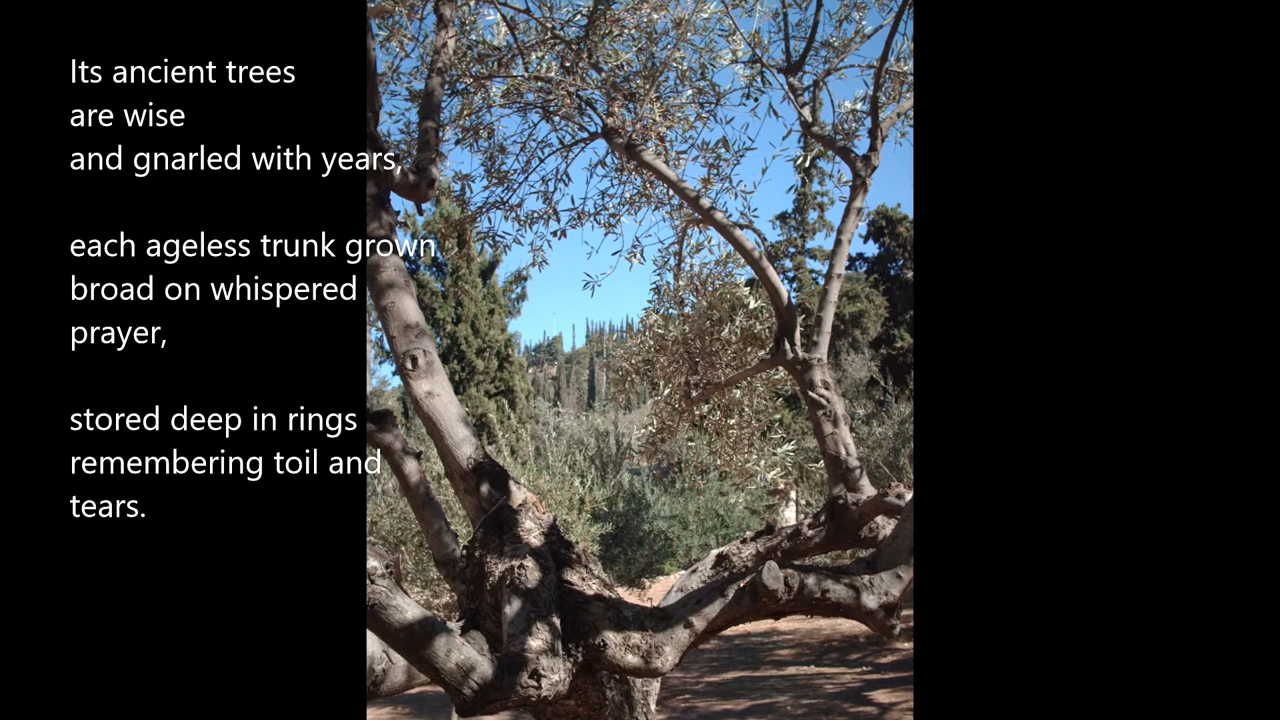 Its ancient trees
are wise
and gnarled with years,
each ageless trunk grown
broad on whispered
prayer,
stored deep in rings
remembering toil and
tears.